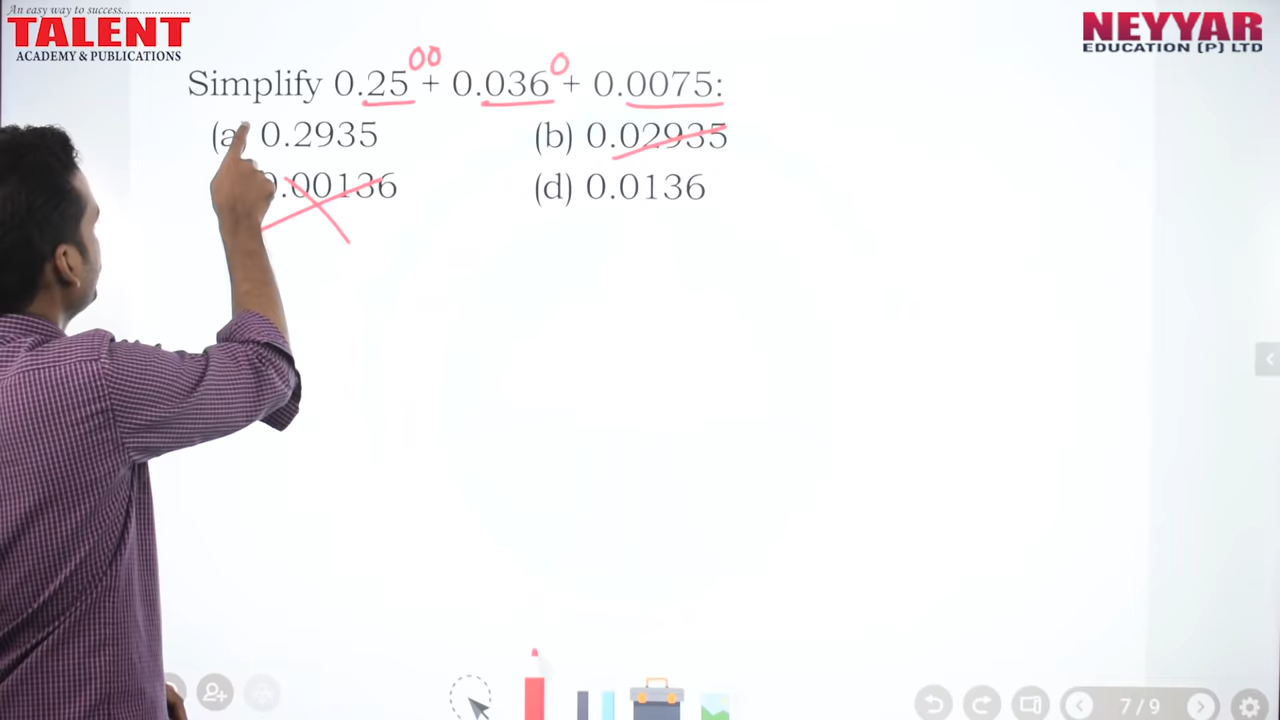 An easy way to success......................
TALENT
ACADEMY & PUBLICATIONS
NEYYAR
EDUCATION (P) LTD
00 0
Simplify 0.25 + 0.036 + 0.0075:
(a) 0.2935 (b) 0.02935
0.00136 (d) 0.0136
7/9